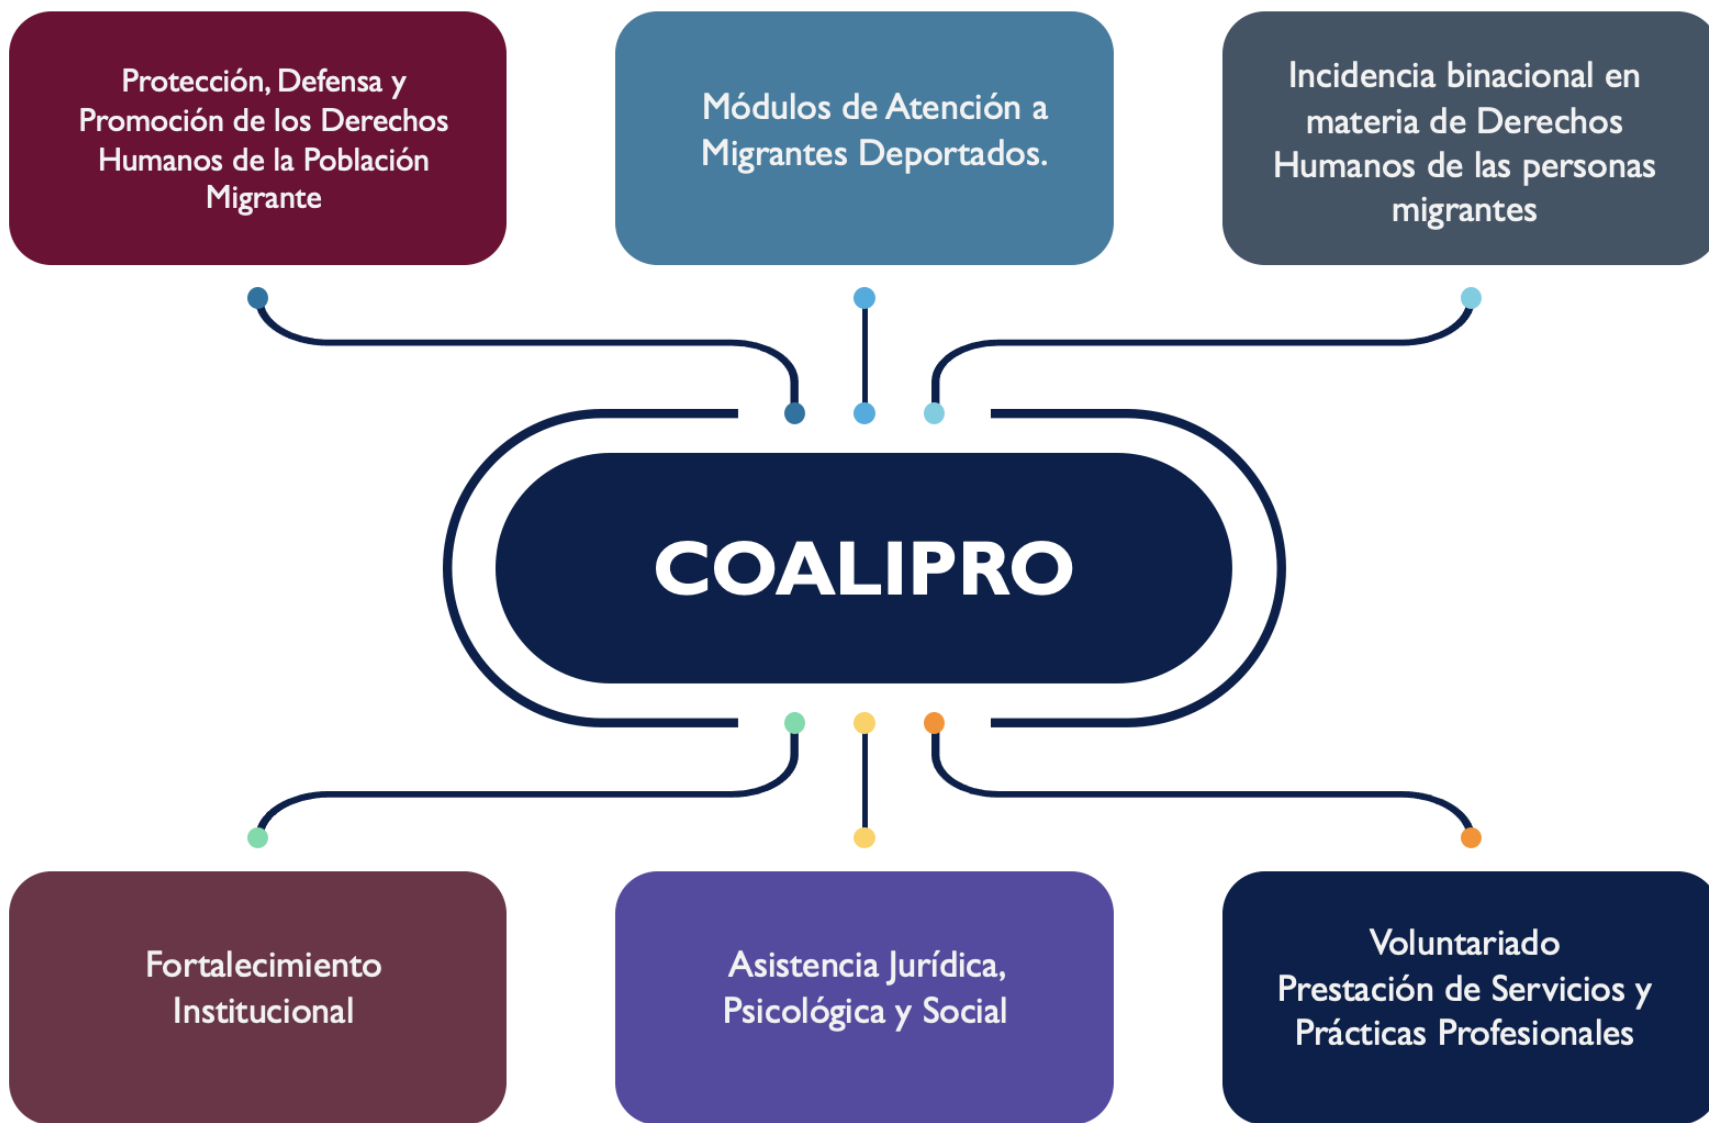 Protección, Defensa y
Promoción de los Derechos
Humanos de la Población
Migrante
Módulos de Atención a
Migrantes Deportados.
Incidencia binacional en
materia de Derechos
Humanos de las personas
migrantes
COALIPRO
Fortalecimiento
Institucional
Asistencia Jurídica,
Psicológica y Social
Voluntariado
Prestación de Servicios y
Prácticas Profesionales